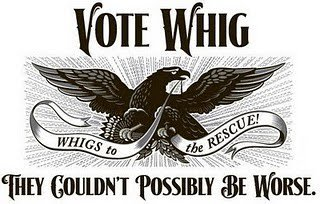 VOTE WHIG
WHIGS to the RESCUE!
THEY COULDN'T POSSIBLY BE WORSE.